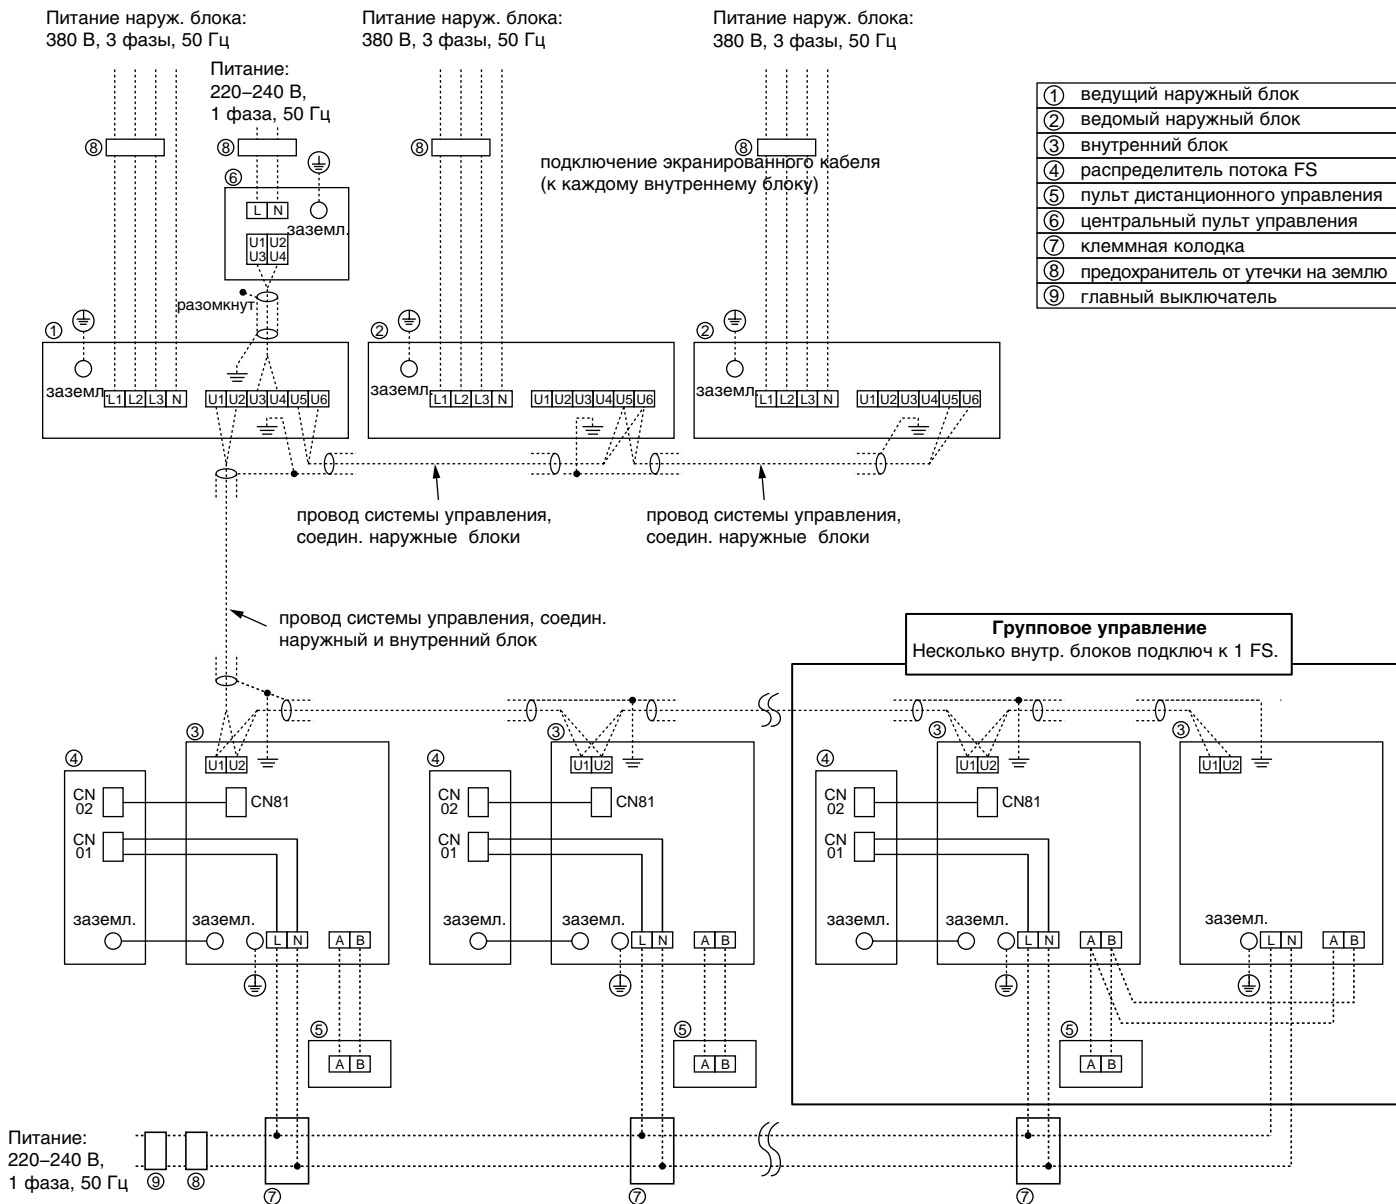 Питание наруж. блока:
380 В, 3 фазы, 50 Гц
Питание наруж. блока:
380 В, 3 фазы, 50 Гц
Питание наруж. блока:
380 В, 3 фазы, 50 Гц
Питание:
220–240 В,
1 фаза, 50 Гц
① ведущий наружный блок
② ведомый наружный блок
③ внутренний блок
④ распределитель потока FS
⑤ пульт дистанционного управления
⑥ центральный пульт управления
⑦ клеммная колодка
⑧ предохранитель от утечки на землю
⑨ главный выключатель
⑧ ⑧ ⑧ ⑧
подключение экранированного кабеля
(к каждому внутреннему блоку)
⑥
L N
заземл.
U1 U2
U3 U4
разомкнут
① ② ②
заземл. заземл. заземл.
L1 L2 L3 N U1 U2 U3 U4 U5 U6 L1 L2 L3 N U1 U2 U3 U4 U5 U6 L1 L2 L3 N U1 U2 U3 U4 U5 U6
провод системы управления,
соедин. наружные блоки
провод системы управления,
соедин. наружные блоки
провод системы управления, соедин.
наружный и внутренний блок
Групповое управление
Несколько внутр. блоков подключ к 1 FS.
③ ③ ③ ③
④ ④ ④
U1 U2 U1 U2 U1 U2 U1 U2
CN
02
CN81
CN
02
CN81
CN
02
CN81
CN
01
CN
01
CN
01
заземл. заземл. заземл. заземл. заземл. заземл. заземл.
L N A B L N A B L N A B L N A B
⑤ ⑤ ⑤
A B A B A B
Питание:
220–240 В,
1 фаза, 50 Гц
⑨ ⑧ ⑦ ⑦ ⑦